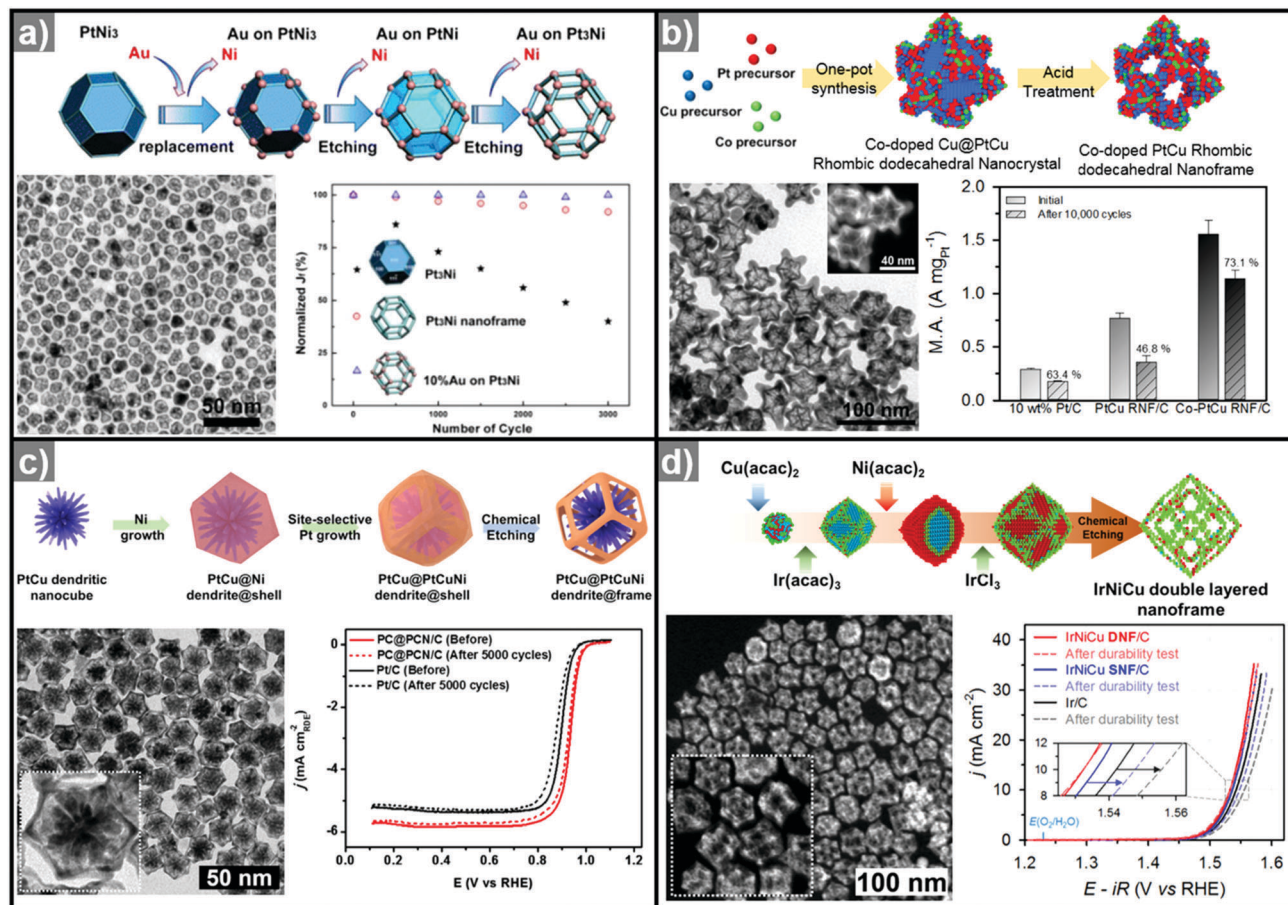 a)
PtNi₃
Au on PtNi₃
Au on PtNi
Au on Pt₃Ni
Au
Ni
Ni
Ni
replacement
Etching
Etching
50 nm
Normalized J_f (%)
100
75
50
25
0
0
1000
2000
3000
Number of Cycle
Pt₃Ni
Pt₃Ni nanoframe
10%Au on Pt₃Ni
b)
Pt precursor
Cu precursor
Co precursor
One-pot
synthesis
Acid
Treatment
Co-doped Cu@PtCu
Rhombic dodecahedral Nanocrystal
Co-doped PtCu Rhombic
dodecahedral Nanoframe
40 nm
100 nm
M.A. (A mg_Pt⁻¹)
2.0
1.5
1.0
0.5
0.0
Initial
After 10,000 cycles
63.4 %
46.8 %
73.1 %
10 wt% Pt/C
PtCu RNF/C
Co-PtCu RNF/C
c)
Ni
growth
Site-selective
Pt growth
Chemical
Etching
PtCu dendritic
nanocube
PtCu@Ni
dendrite@shell
PtCu@PtCuNi
dendrite@shell
PtCu@PtCuNi
dendrite@frame
50 nm
j (mA cm⁻²_RDE)
0
-2
-4
-6
PC@PCN/C (Before)
PC@PCN/C (After 5000 cycles)
Pt/C (Before)
Pt/C (After 5000 cycles)
0.0
0.2
0.4
0.6
0.8
1.0
1.2
E (V vs RHE)
d)
Cu(acac)₂
Ni(acac)₂
Ir(acac)₃
IrCl₃
Chemical
Etching
IrNiCu double layered
nanoframe
100 nm
j (mA cm⁻²)
40
30
20
10
0
IrNiCu DNF/C
After durability test
IrNiCu SNF/C
After durability test
Ir/C
After durability test
12
11
10
9
8
1.54
1.56
E(O₂/H₂O)
1.2
1.3
1.4
1.5
1.6
E - iR (V vs RHE)